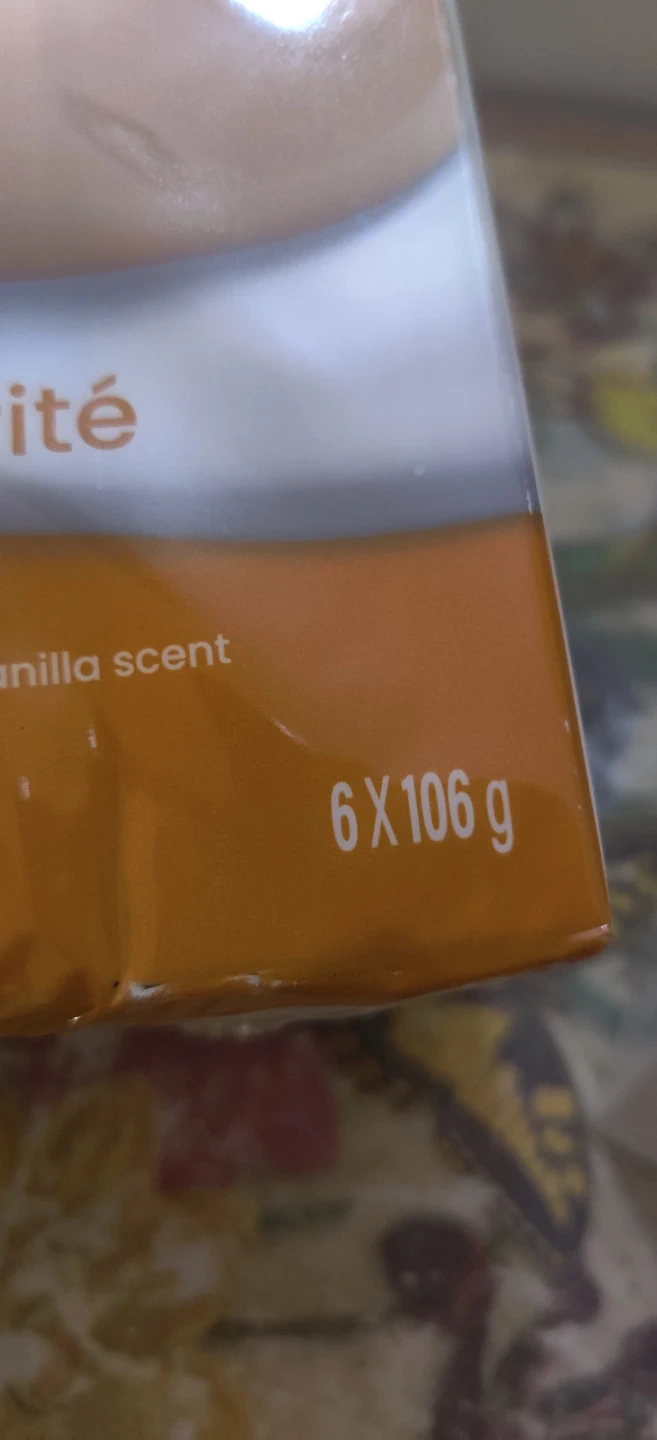 ité
anilla scent
6 X 106 g